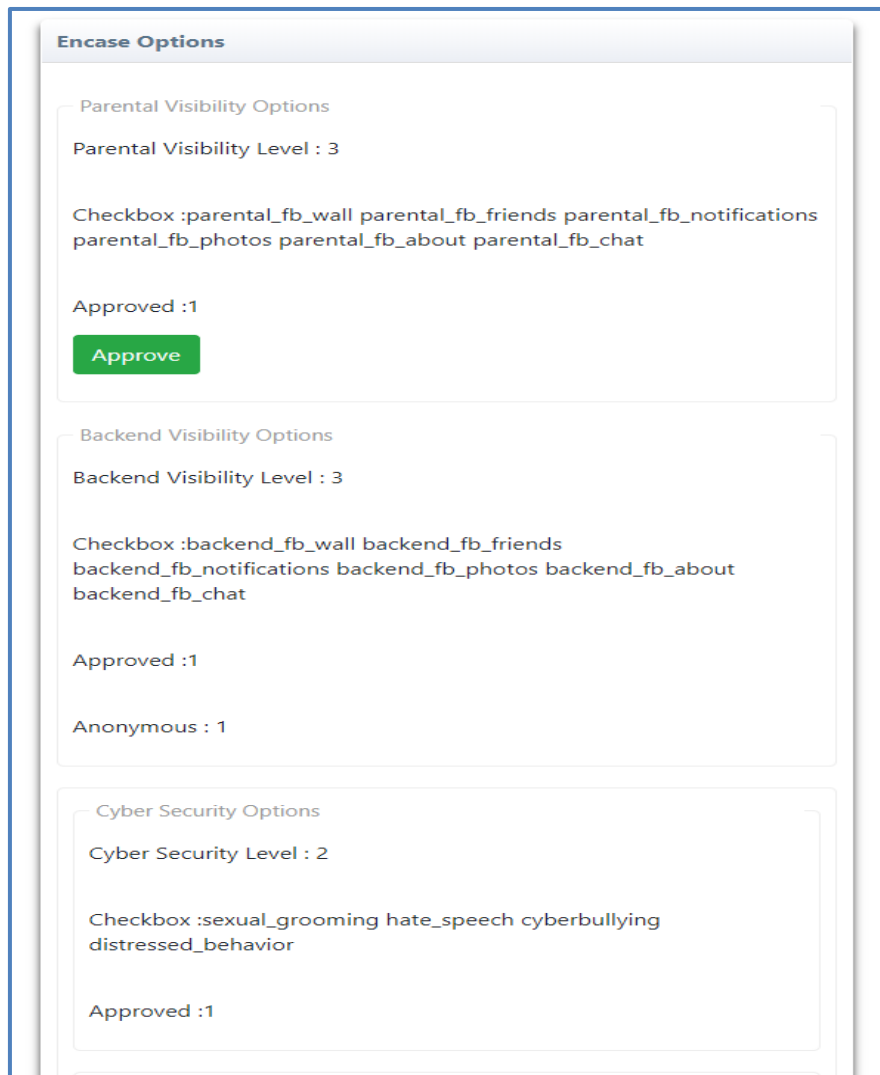 Encase Options
Parental Visibility Options
Parental Visibility Level : 3
Checkbox :parental_fb_wall parental_fb_friends parental_fb_notifications
parental_fb_photos parental_fb_about parental_fb_chat
Approved :1
Approve
Backend Visibility Options
Backend Visibility Level : 3
Checkbox :backend_fb_wall backend_fb_friends
backend_fb_notifications backend_fb_photos backend_fb_about
backend_fb_chat
Approved :1
Anonymous : 1
Cyber Security Options
Cyber Security Level : 2
Checkbox :sexual_grooming hate_speech cyberbullying
distressed_behavior
Approved :1